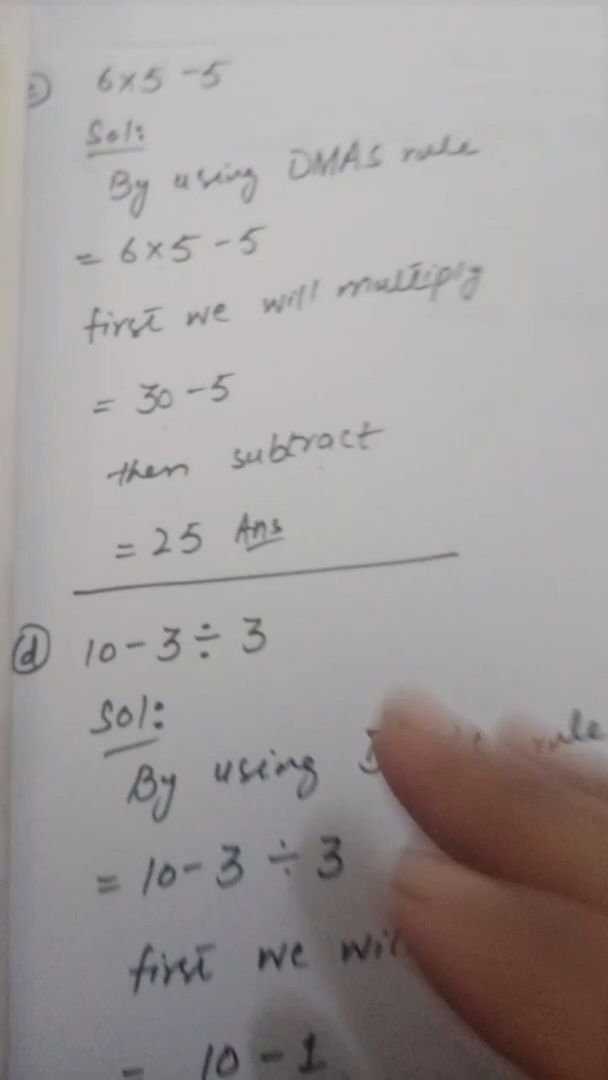 6×5-5
Sol:
By using DMAS rule
= 6×5-5
first we will multiply
= 30-5
then subtract
= 25 Ans
(d) 10-3÷3
Sol:
By using rule
= 10-3÷3
first we
= 10-1